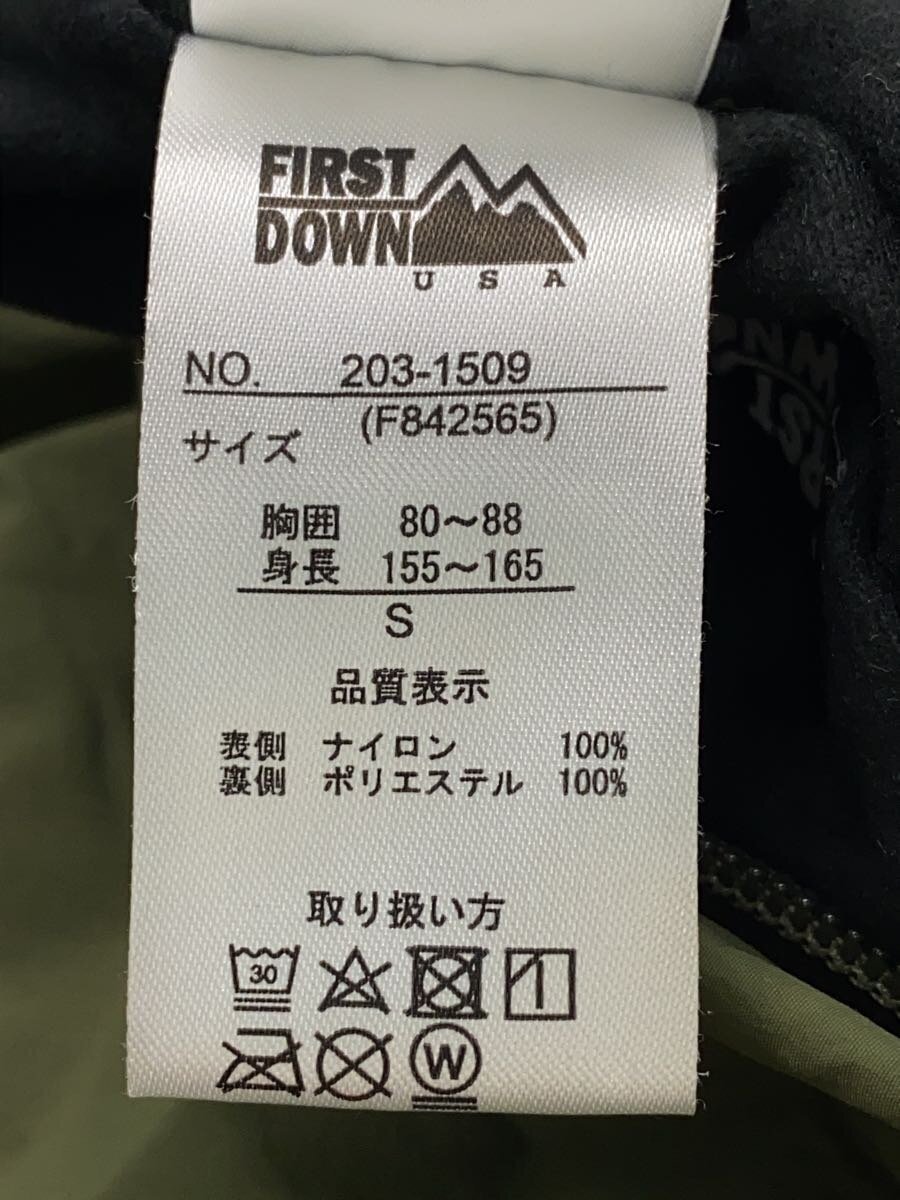 FIRST
DOWN
USA
NO. 203-1509
(F842565)
サイズ
胸囲 80～88
身長 155～165
S
品質表示
表側 ナイロン 100%
裏側 ポリエステル 100%
取り扱い方
30
W